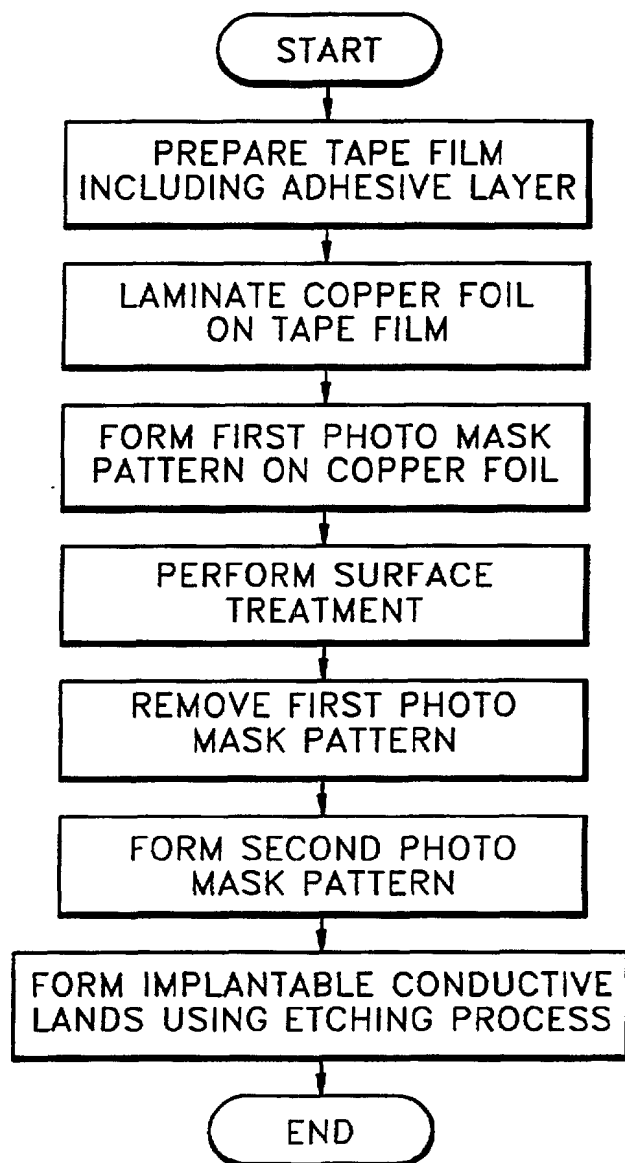 START
PREPARE TAPE FILM
INCLUDING ADHESIVE LAYER
LAMINATE COPPER FOIL
ON TAPE FILM
FORM FIRST PHOTO MASK
PATTERN ON COPPER FOIL
PERFORM SURFACE
TREATMENT
REMOVE FIRST PHOTO
MASK PATTERN
FORM SECOND PHOTO
MASK PATTERN
FORM IMPLANTABLE CONDUCTIVE
LANDS USING ETCHING PROCESS
END